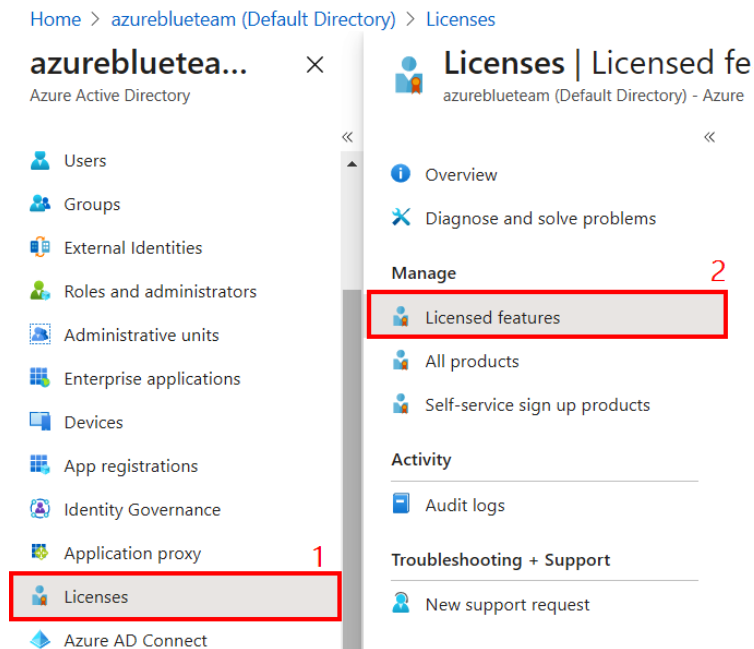 Home > azureblueteam (Default Directory) > Licenses
azurebluetea...
Azure Active Directory
Users
Groups
External Identities
Roles and administrators
Administrative units
Enterprise applications
Devices
App registrations
Identity Governance
Application proxy
1
Licenses
Azure AD Connect
Licenses | Licensed fe
azureblueteam (Default Directory) - Azure
Overview
Diagnose and solve problems
Manage
2
Licensed features
All products
Self-service sign up products
Activity
Audit logs
Troubleshooting + Support
New support request